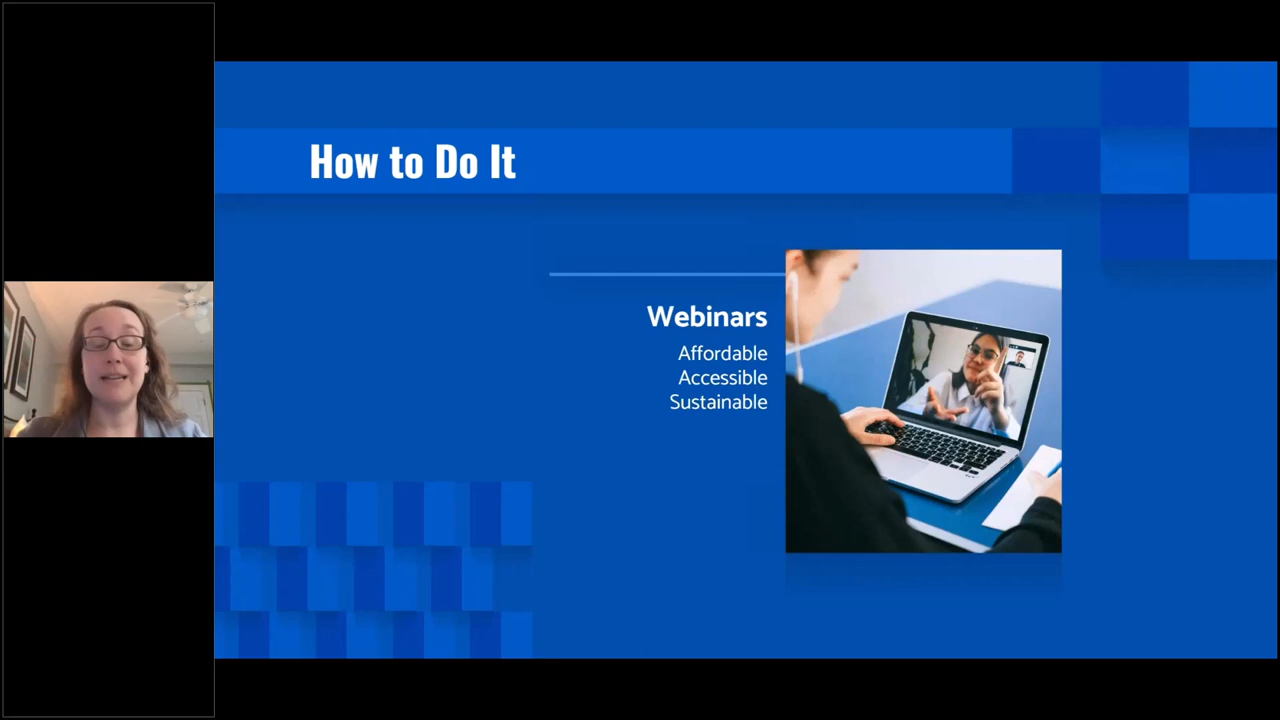 How to Do It
Webinars
Affordable
Accessible
Sustainable